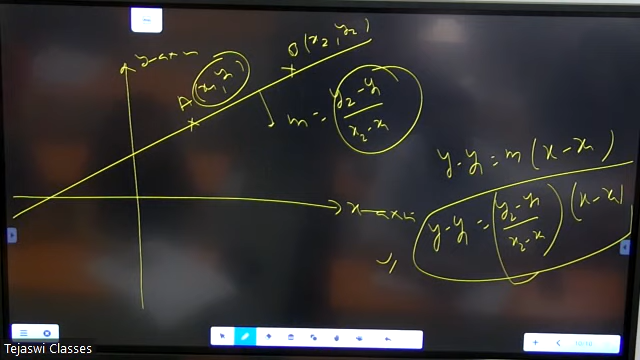 y-axis
B(x₂, y₂)
A (x₁, y₁)
m = y₂-y₁ / x₂-x₁
y-y₁ = m (x-x₁)
x-axis
y-y₁ = (y₂-y₁ / x₂-x₁) (x-x₁)
Tejaswi Classes